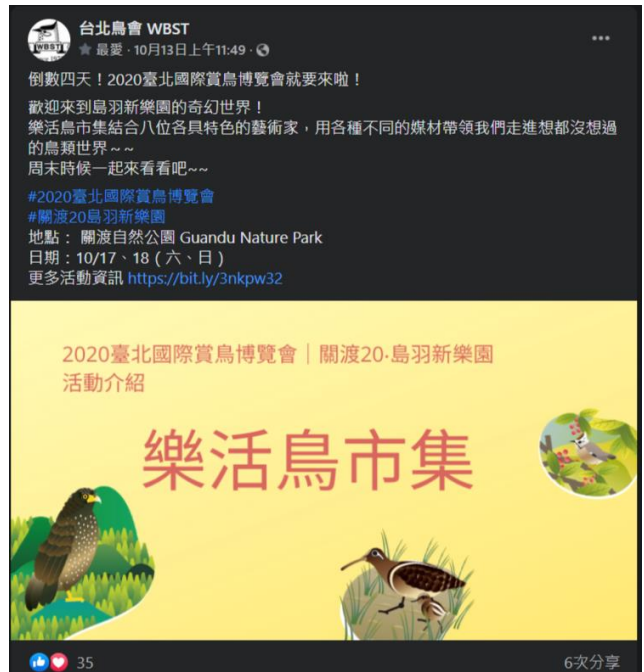 台北鳥會 WBST
最愛 · 10月13日上午11:49 ·
倒數四天！2020臺北國際賞鳥博覽會就要來啦！
歡迎來到島羽新樂園的奇幻世界！
樂活鳥市集結合八位各具特色的藝術家，用各種不同的媒材帶領我們走進想都沒想過
的鳥類世界~~
周末時候一起來看看吧~~
#2020臺北國際賞鳥博覽會
#關渡20島羽新樂園
地點： 關渡自然公園 Guandu Nature Park
日期：10/17、18（六、日）
更多活動資訊 https://bit.ly/3nkpw32
2020臺北國際賞鳥博覽會｜關渡20·島羽新樂園
活動介紹
樂活鳥市集
35
6次分享